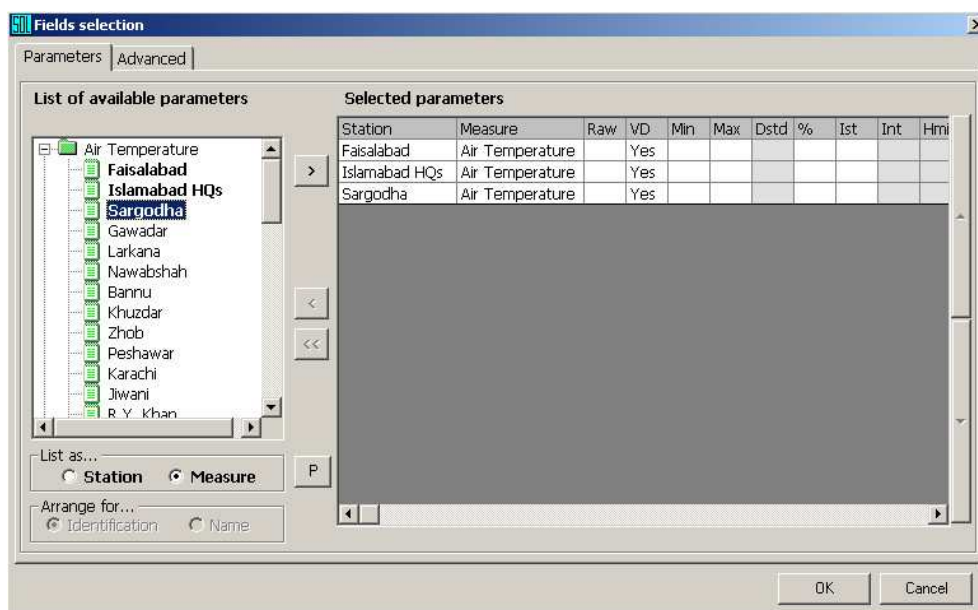 SOL Fields selection
Parameters Advanced
List of available parameters
Air Temperature
Faisalabad
Islamabad HQs
Sargodha
Gawadar
Larkana
Nawabshah
Bannu
Khuzdar
Zhob
Peshawar
Karachi
Jiwani
R.Y. Khan
List as...
Station Measure
Arrange for...
Identification Name
>
<
<<
P
Selected parameters
Station Measure Raw VD Min Max Dstd % Ist Int Hmi
Faisalabad Air Temperature Yes
Islamabad HQs Air Temperature Yes
Sargodha Air Temperature Yes
OK Cancel